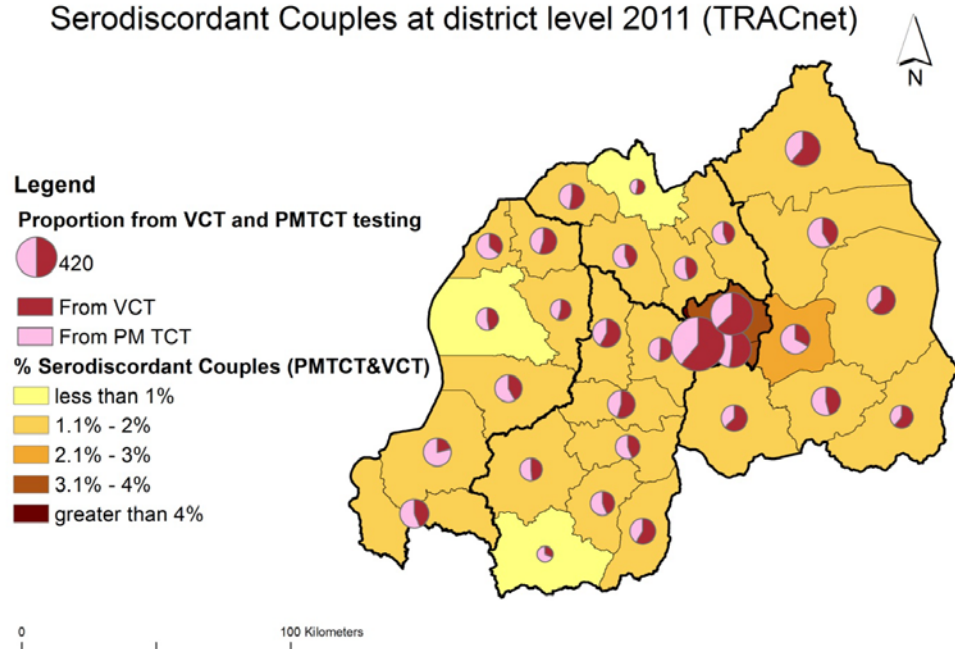 Serodiscordant Couples at district level 2011 (TRACnet)
N
Legend
Proportion from VCT and PMTCT testing
420
From VCT
From PM TCT
% Serodiscordant Couples (PMTCT&VCT)
less than 1%
1.1% - 2%
2.1% - 3%
3.1% - 4%
greater than 4%
0
100 Kilometers